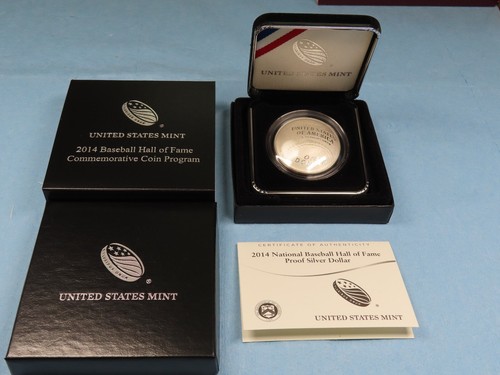 UNITED STATES MINT
UNITED STATES MINT
2014 Baseball Hall of Fame
Commemorative Coin Program
UNITED STATES
OF AMERICA
CERTIFICATE OF AUTHENTICITY
2014 National Baseball Hall of Fame
Proof Silver Dollar
UNITED STATES MINT
UNITED STATES MINT